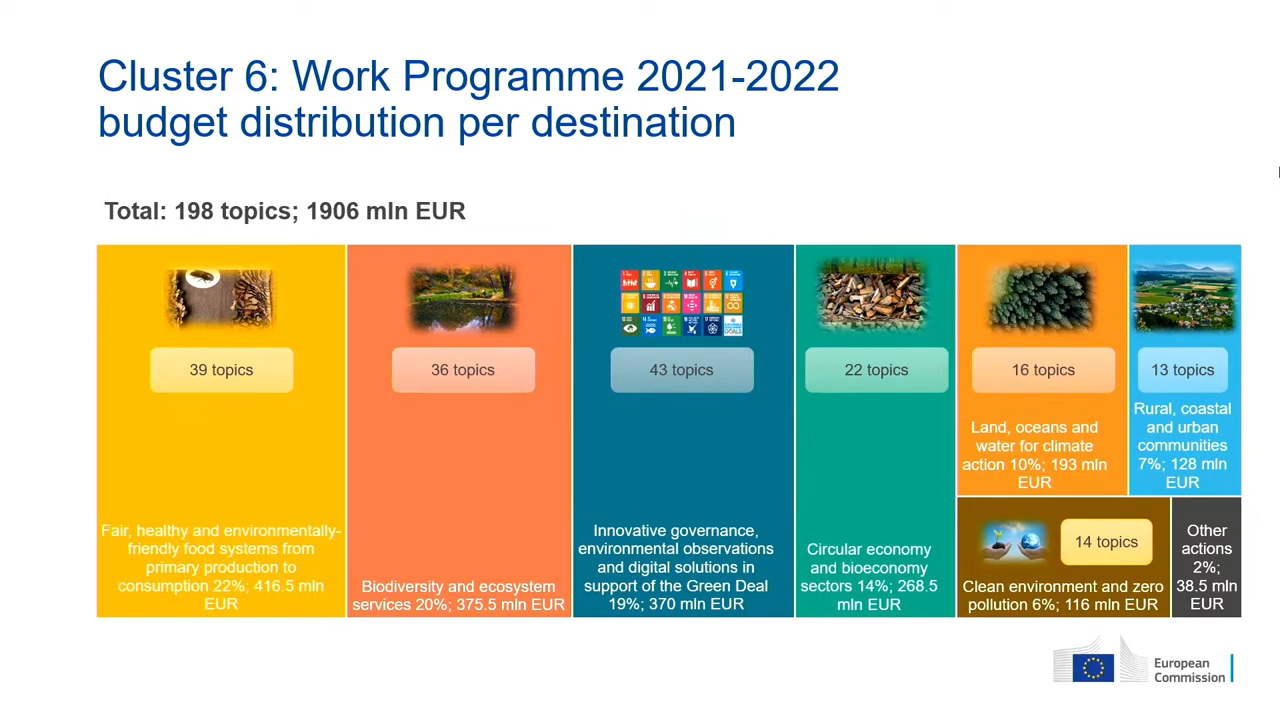 Cluster 6: Work Programme 2021-2022
budget distribution per destination
Total: 198 topics; 1906 mln EUR
39 topics
Fair, healthy and environmentally-
friendly food systems from
primary production to
consumption 22%; 416.5 mln
EUR
36 topics
Biodiversity and ecosystem
services 20%; 375.5 mln EUR
43 topics
Innovative governance,
environmental observations
and digital solutions in
support of the Green Deal
19%; 370 mln EUR
22 topics
Circular economy
and bioeconomy
sectors 14%; 268.5
mln EUR
16 topics
Land, oceans and
water for climate
action 10%; 193 mln
EUR
13 topics
Rural, coastal
and urban
communities
7%; 128 mln
EUR
14 topics
Clean environment and zero
pollution 6%; 116 mln EUR
Other
actions
2%;
38.5 mln
EUR
European
Commission